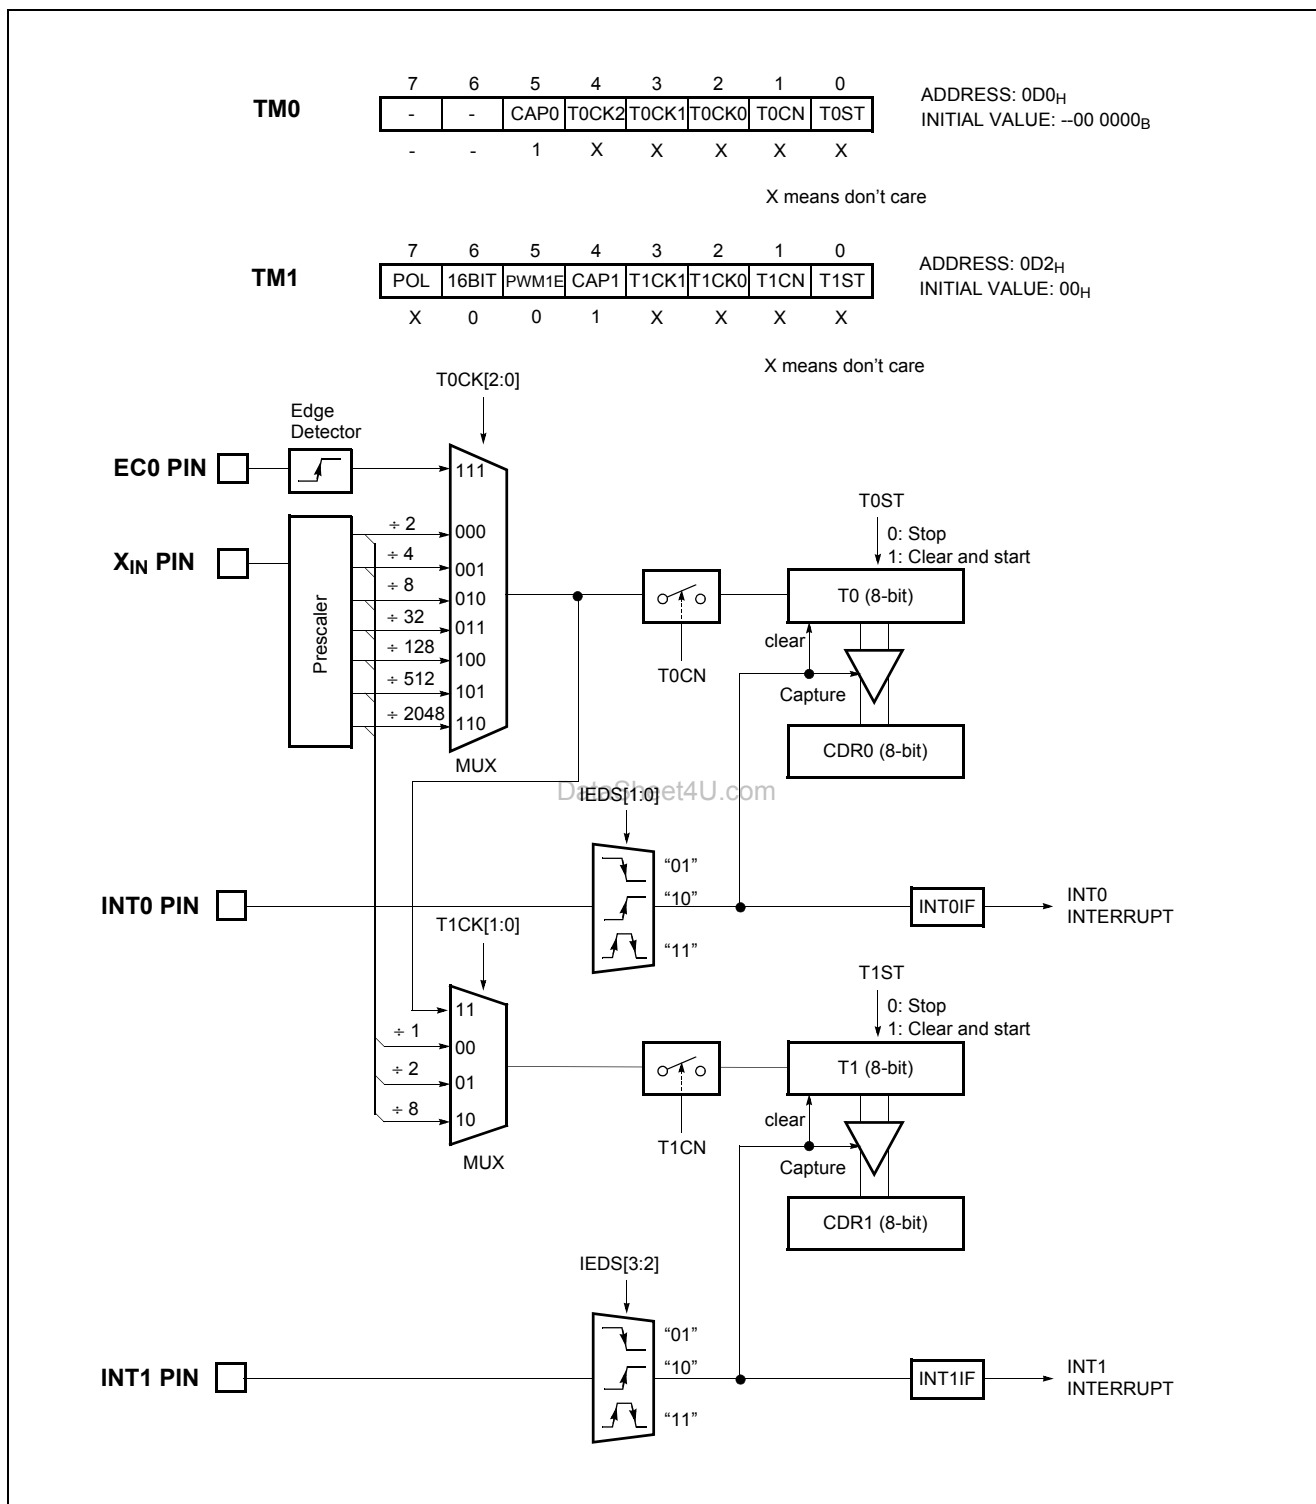 7 6 5 4 3 2 1 0
TM0 - - CAP0 T0CK2 T0CK1 T0CK0 T0CN T0ST
- - 1 X X X X X
ADDRESS: 0D0H
INITIAL VALUE: --00 0000B
X means don't care
7 6 5 4 3 2 1 0
TM1 POL 16BIT PWM1E CAP1 T1CK1 T1CK0 T1CN T1ST
X 0 0 1 X X X X
ADDRESS: 0D2H
INITIAL VALUE: 00H
X means don't care
T0CK[2:0]
Edge
Detector
EC0 PIN
111
XIN PIN
Prescaler
÷ 2
000
÷ 4
001
÷ 8
010
÷ 32
011
÷ 128
100
÷ 512
101
÷ 2048
110
MUX
T0CN
T0ST
0: Stop
1: Clear and start
T0 (8-bit)
clear
Capture
CDR0 (8-bit)
DataSheet4U.com
IEDS[1:0]
"01"
"10"
"11"
INT0 PIN
INT0IF
INT0
INTERRUPT
T1CK[1:0]
11
÷ 1
00
÷ 2
01
÷ 8
10
MUX
T1CN
T1ST
0: Stop
1: Clear and start
T1 (8-bit)
clear
Capture
CDR1 (8-bit)
IEDS[3:2]
"01"
"10"
"11"
INT1 PIN
INT1IF
INT1
INTERRUPT